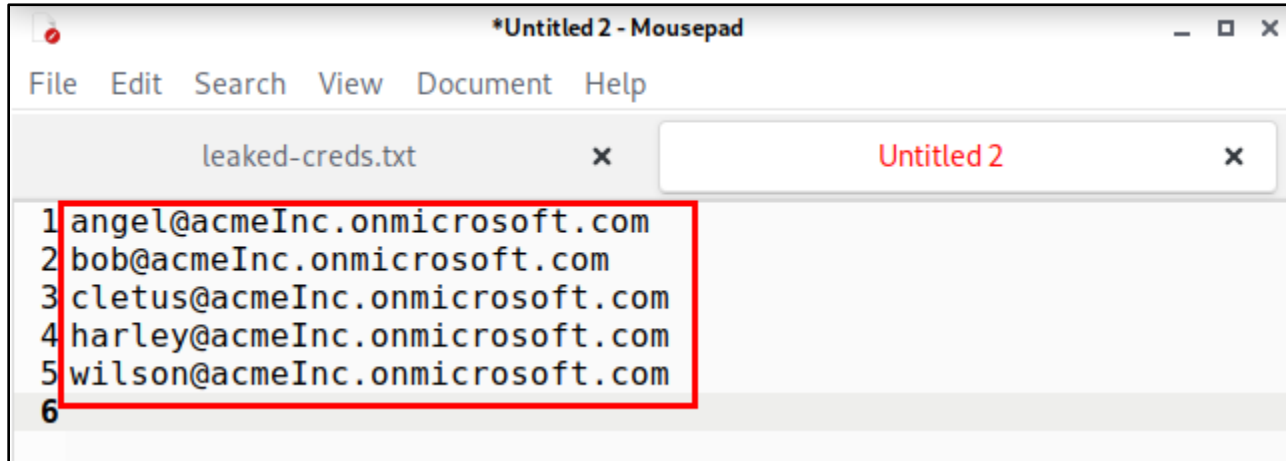 *Untitled 2 - Mousepad
File Edit Search View Document Help
leaked-creds.txt Untitled 2
1 angel@acmeInc.onmicrosoft.com
2 bob@acmeInc.onmicrosoft.com
3 cletus@acmeInc.onmicrosoft.com
4 harley@acmeInc.onmicrosoft.com
5 wilson@acmeInc.onmicrosoft.com
6